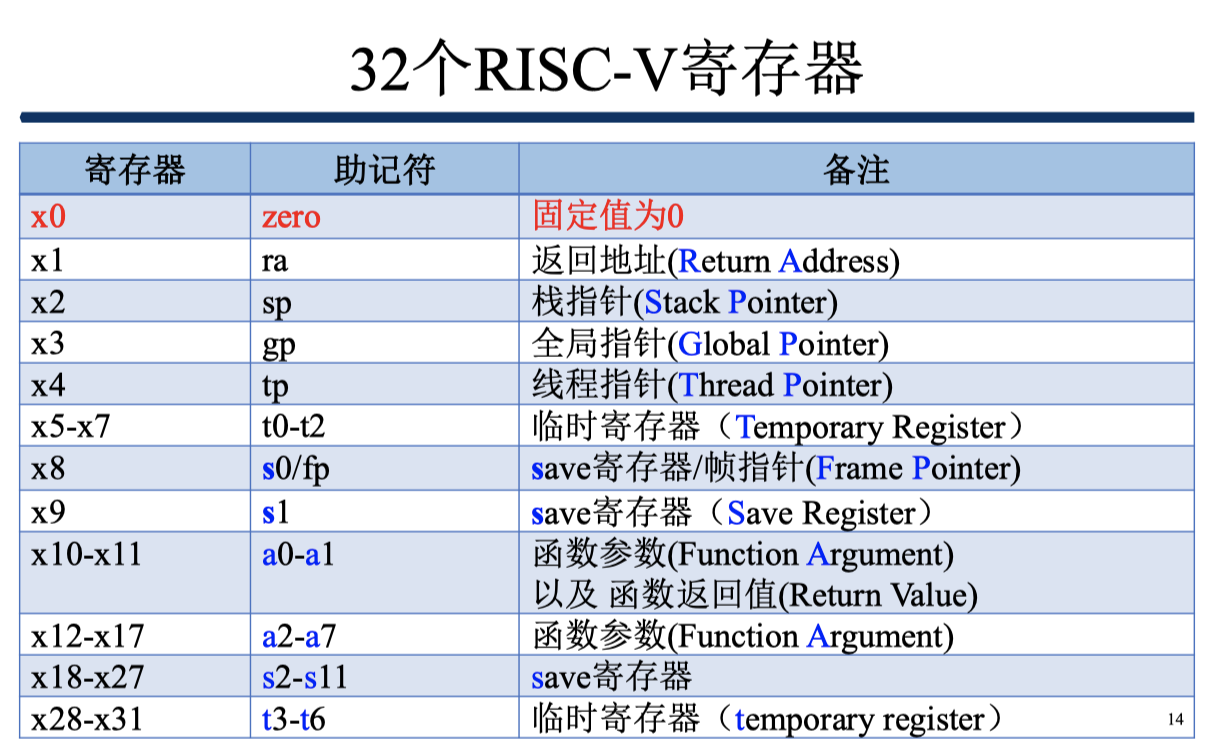 32个RISC-V寄存器
寄存器 助记符 备注
x0 zero 固定值为0
x1 ra 返回地址(Return Address)
x2 sp 栈指针(Stack Pointer)
x3 gp 全局指针(Global Pointer)
x4 tp 线程指针(Thread Pointer)
x5-x7 t0-t2 临时寄存器（Temporary Register）
x8 s0/fp save寄存器/帧指针(Frame Pointer)
x9 s1 save寄存器（Save Register）
x10-x11 a0-a1 函数参数(Function Argument)
以及 函数返回值(Return Value)
x12-x17 a2-a7 函数参数(Function Argument)
x18-x27 s2-s11 save寄存器
x28-x31 t3-t6 临时寄存器（temporary register）
14